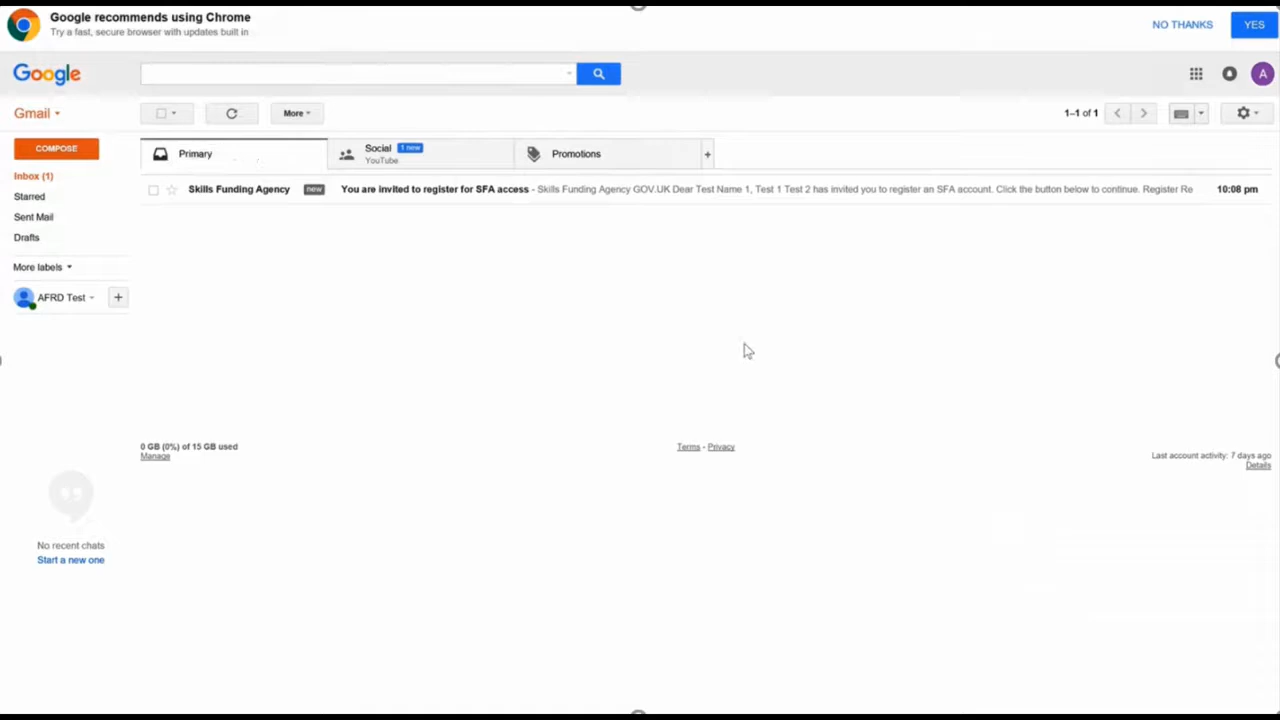 Google recommends using Chrome
Try a fast, secure browser with updates built in
NO THANKS
YES
Google
A
Gmail
More
1–1 of 1
COMPOSE
Primary
Social 1 new
YouTube
Promotions
+
Inbox (1)
Skills Funding Agency new You are invited to register for SFA access - Skills Funding Agency GOV.UK Dear Test Name 1, Test 1 Test 2 has invited you to register an SFA account. Click the button below to continue. Register Re 10:08 pm
Starred
Sent Mail
Drafts
More labels
AFRD Test
+
0 GB (0%) of 15 GB used
Manage
Terms - Privacy
Last account activity: 7 days ago
Details
No recent chats
Start a new one